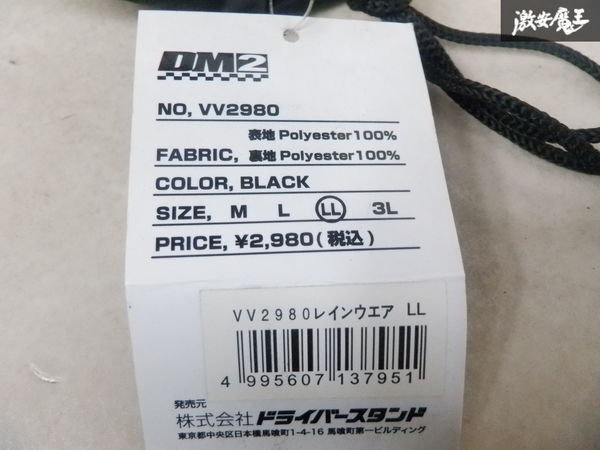 激安魔王
DM2
NO, VV2980
表地 Polyester100%
FABRIC, 裏地 Polyester100%
COLOR, BLACK
SIZE, M L LL 3L
PRICE, ¥2,980(税込)
VV2980レインウエア LL
4 995607 137951
発売元
株式会社ドライバースタンド
東京都中央区日本橋馬喰町1-4-16 馬喰町第一ビルディング